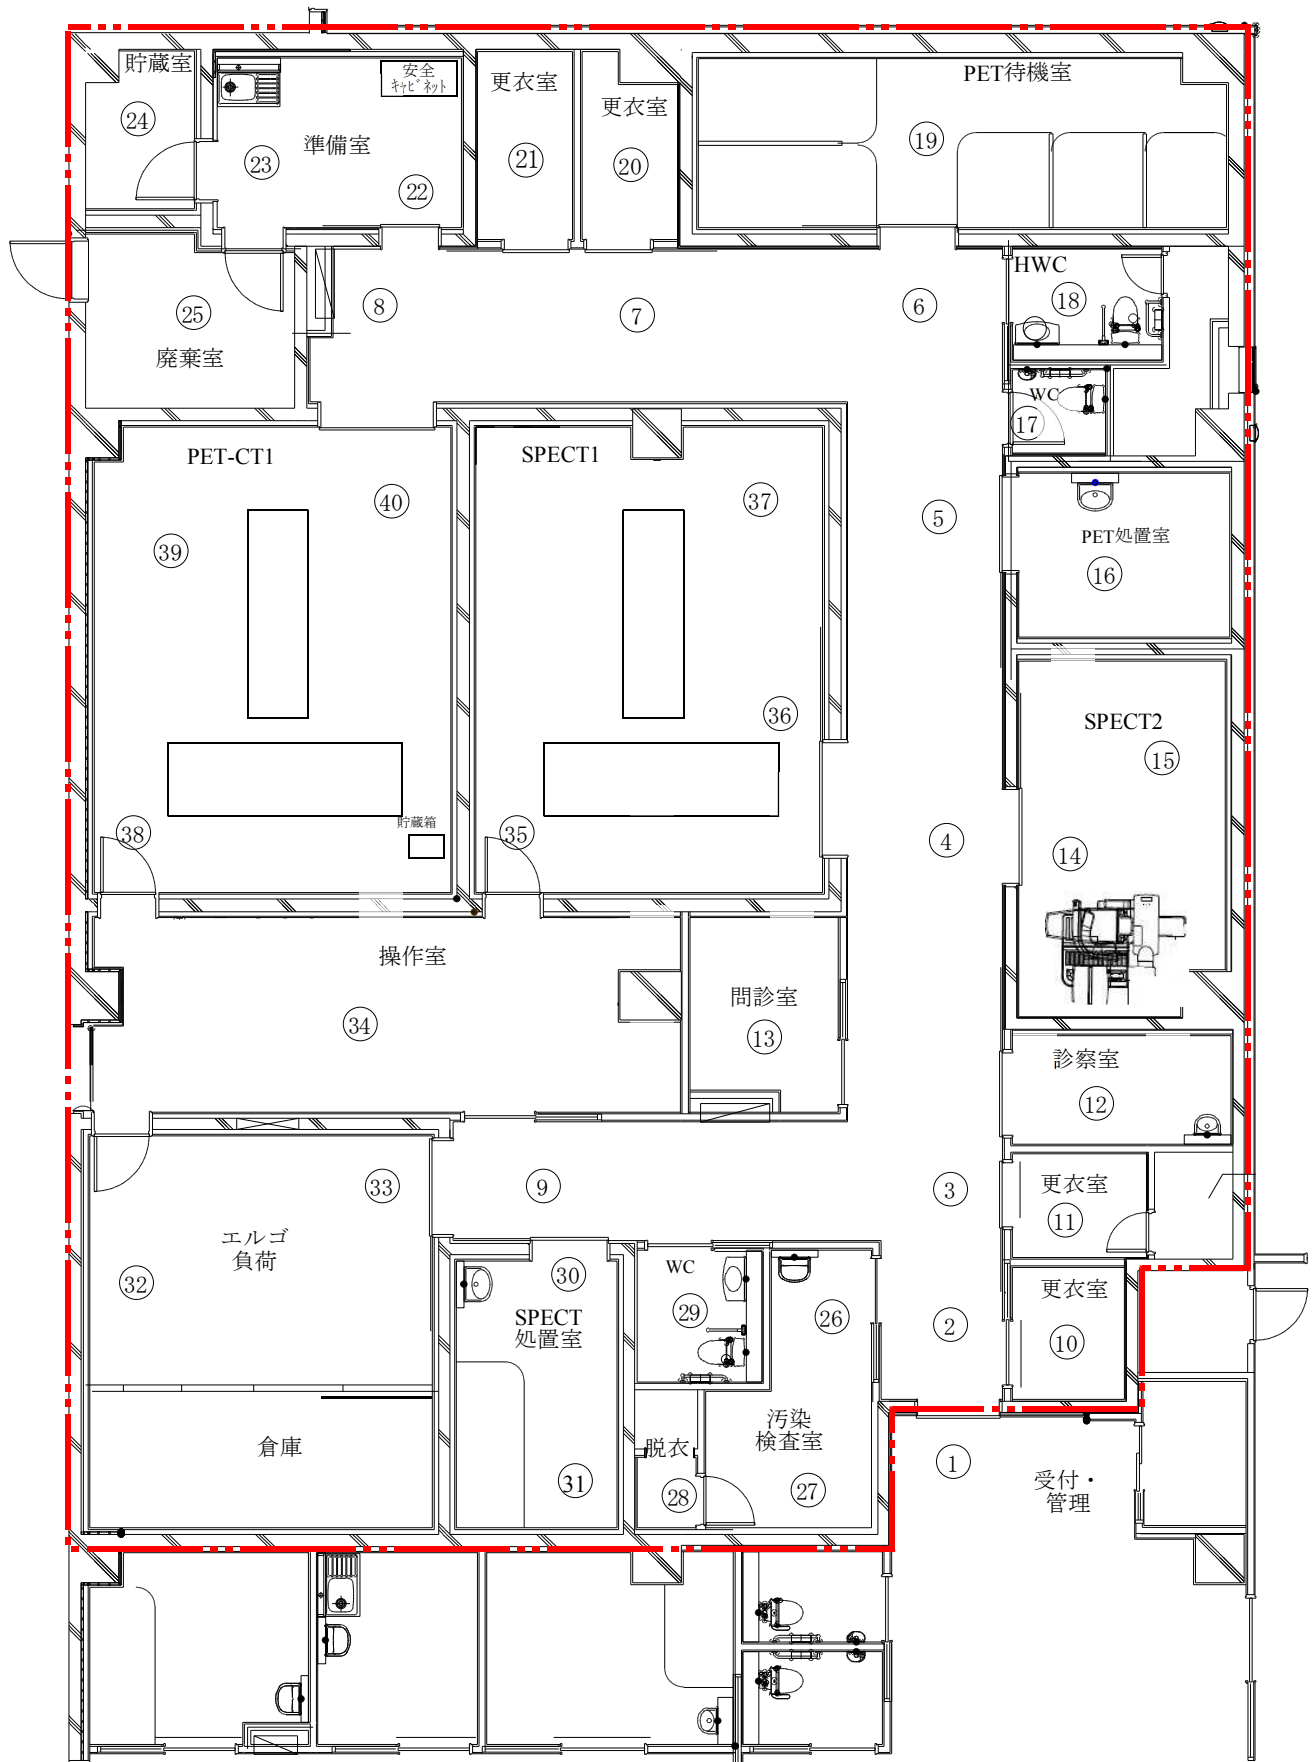 貯蔵室
安全
ｷｬﾋﾞﾈｯﾄ
更衣室
更衣室
PET待機室
㉔
㉓
準備室
㉒
㉑
⑳
⑲
HWC
⑱
㉕
廃棄室
⑧
⑦
⑥
WC
⑰
PET-CT1
SPECT1
㊴
㊵
㊲
⑤
PET処置室
⑯
SPECT2
⑮
㊱
㊳
貯蔵箱
㉟
④
⑭
操作室
㉞
問診室
⑬
診察室
⑫
㉝
⑨
③
更衣室
⑪
エルゴ
負荷
㉜
㉚
SPECT
処置室
WC
㉙
㉖
②
更衣室
⑩
倉庫
㉛
脱衣
㉘
汚染
検査室
㉗
①
受付・
管理